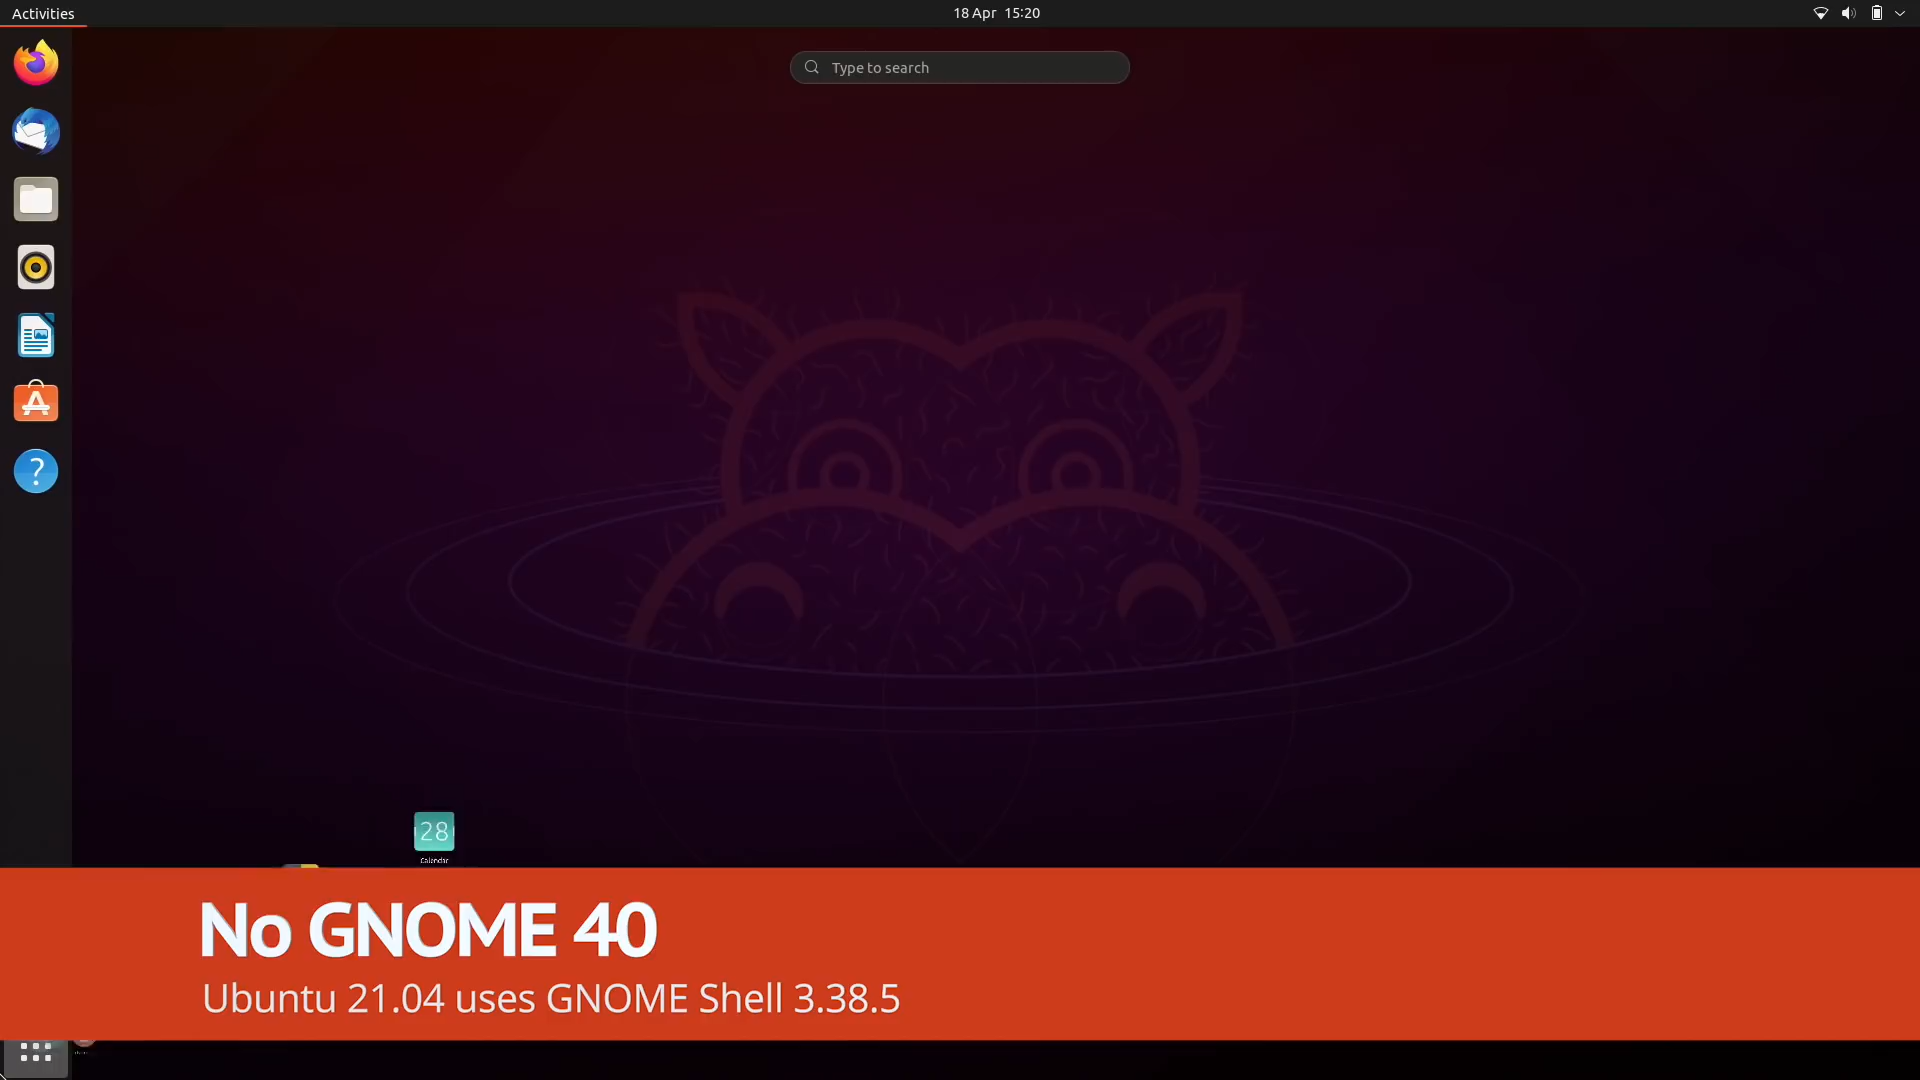 Activities
18 Apr 15:20
Type to search
?
28
Calendar
No GNOME 40
Ubuntu 21.04 uses GNOME Shell 3.38.5